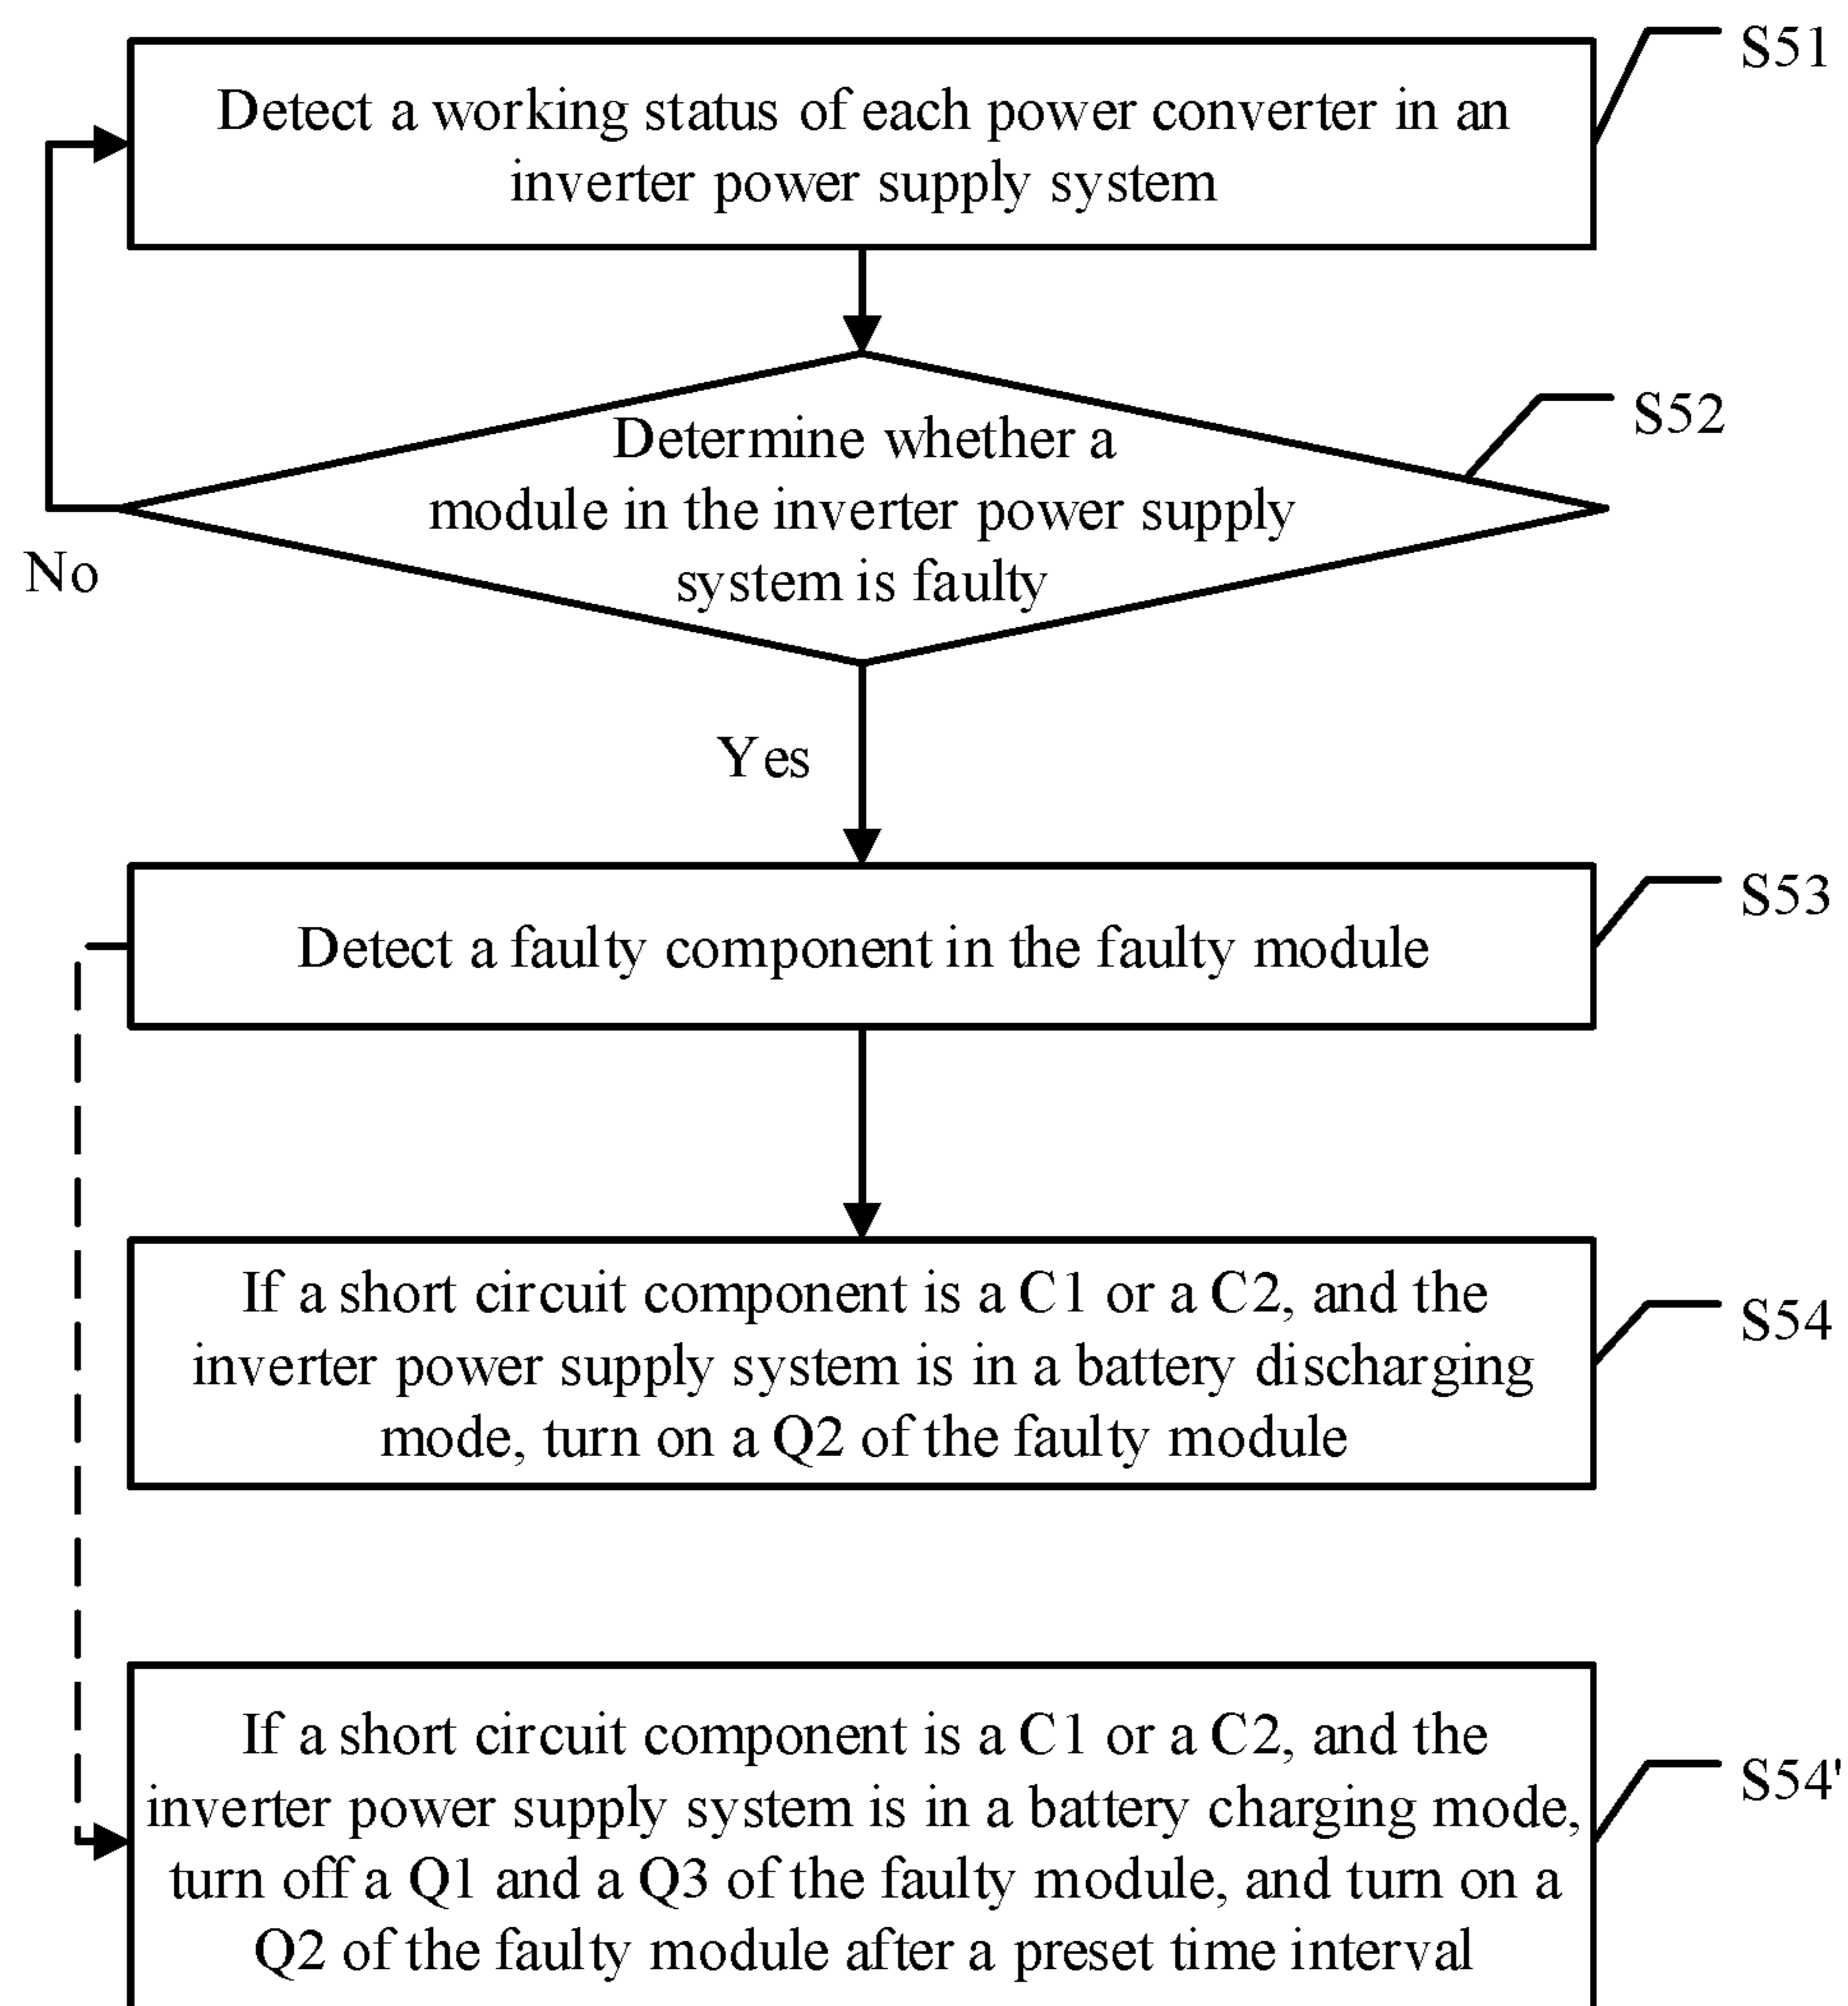 S51
Detect a working status of each power converter in an
inverter power supply system
S52
Determine whether a
module in the inverter power supply
system is faulty
No
Yes
S53
Detect a faulty component in the faulty module
S54
If a short circuit component is a C1 or a C2, and the
inverter power supply system is in a battery discharging
mode, turn on a Q2 of the faulty module
S54'
If a short circuit component is a C1 or a C2, and the
inverter power supply system is in a battery charging mode,
turn off a Q1 and a Q3 of the faulty module, and turn on a
Q2 of the faulty module after a preset time interval